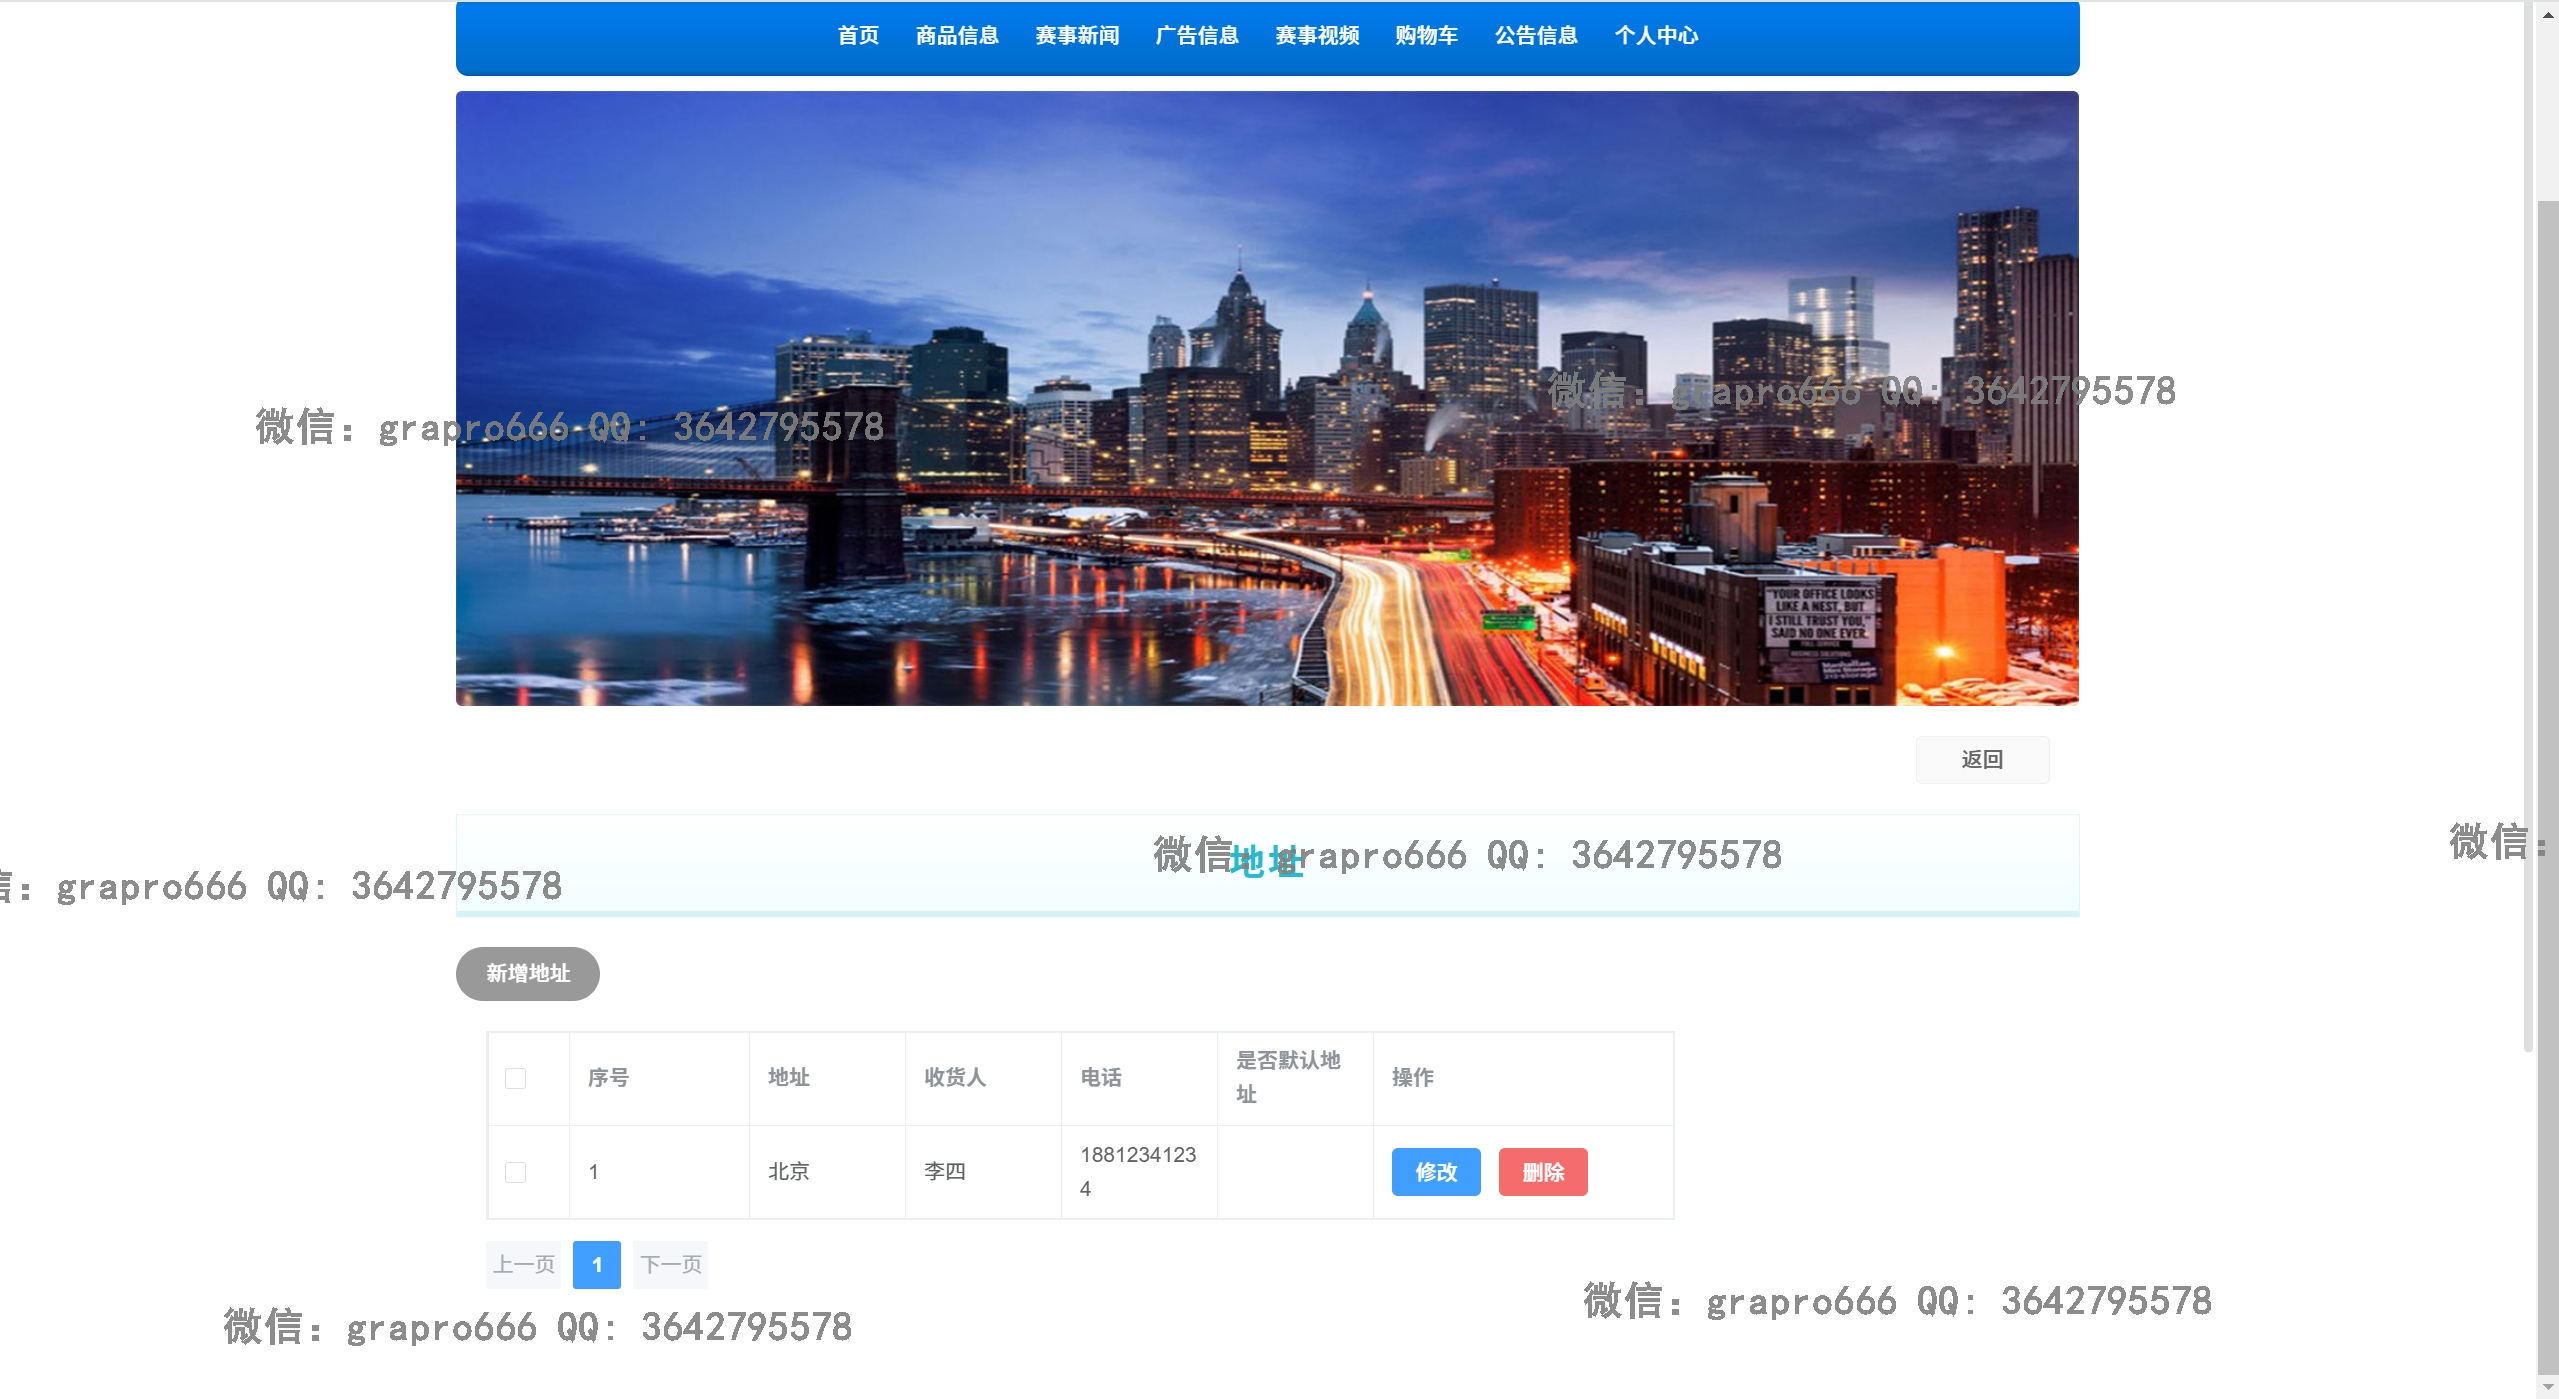 首页 商品信息 赛事新闻 广告信息 赛事视频 购物车 公告信息 个人中心
微信：grapro666 QQ: 3642795578
微信：grapro666 QQ: 3642795578
"YOUR OFFICE LOOKS
LIKE A NEST, BUT
I STILL TRUST YOU,"
SAID NO ONE EVER.
返回
地址
微信：grapro666 QQ: 3642795578
微信：
信：grapro666 QQ: 3642795578
新增地址
序号 地址 收货人 电话 是否默认地
址 操作
1 北京 李四 1881234123
4 修改 删除
上一页 1 下一页
微信：grapro666 QQ: 3642795578
微信：grapro666 QQ: 3642795578